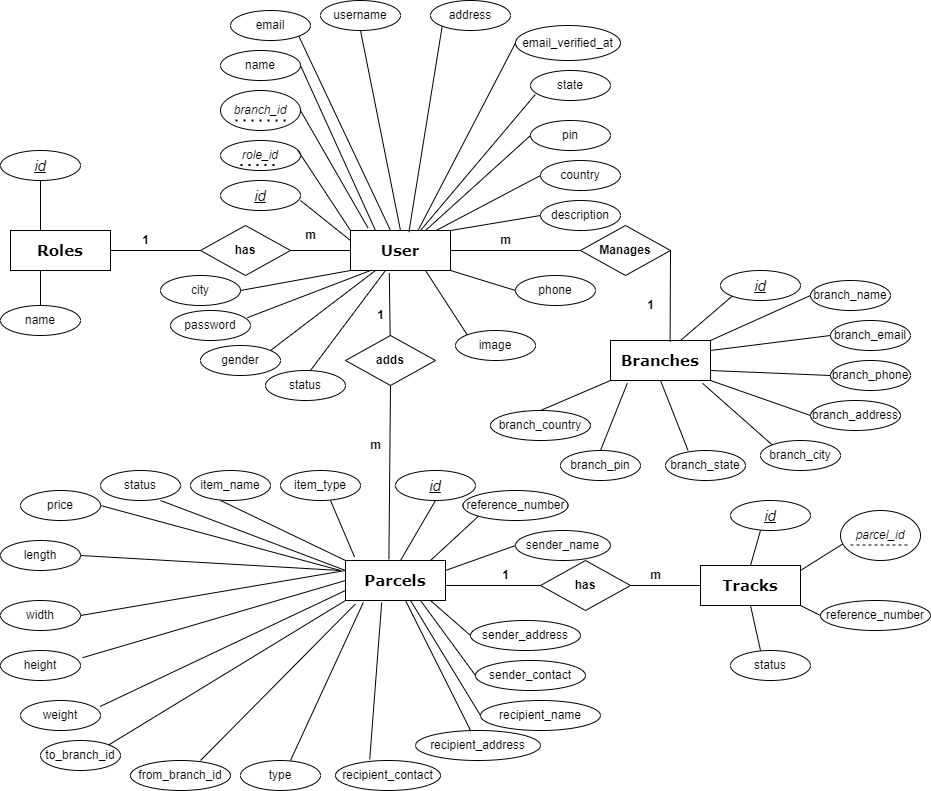 email
username
address
email_verified_at
name
state
branch_id
pin
role_id
country
id
description
id
Roles
1
has
m
User
m
Manages
name
city
phone
id
branch_name
password
1
1
branch_email
gender
adds
image
Branches
branch_phone
status
branch_country
branch_address
m
branch_pin
branch_state
branch_city
status
item_name
item_type
id
price
reference_number
id
length
sender_name
parcel_id
Parcels
1
has
m
Tracks
width
reference_number
height
sender_address
status
sender_contact
weight
recipient_name
to_branch_id
recipient_address
from_branch_id
type
recipient_contact